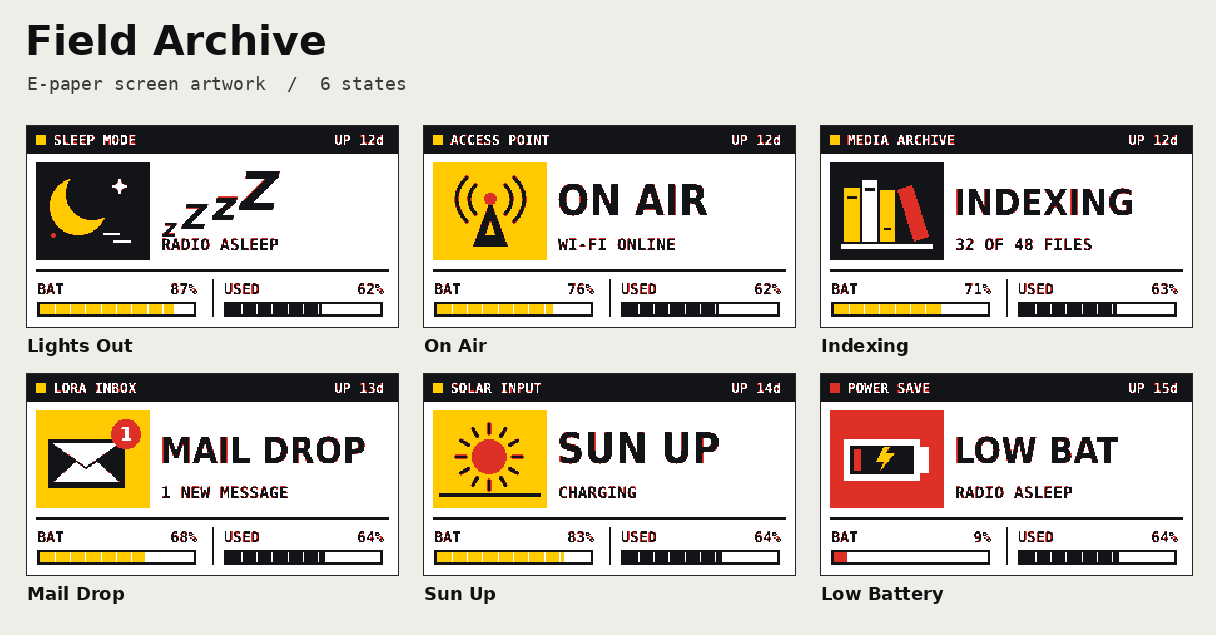 Field Archive
E-paper screen artwork / 6 states
SLEEP MODE UP 12d
z Z Z Z
RADIO ASLEEP
BAT 87% USED 62%
Lights Out
ACCESS POINT UP 12d
ON AIR
WI-FI ONLINE
BAT 76% USED 62%
On Air
MEDIA ARCHIVE UP 12d
INDEXING
32 OF 48 FILES
BAT 71% USED 63%
Indexing
LORA INBOX UP 13d
1
MAIL DROP
1 NEW MESSAGE
BAT 68% USED 64%
Mail Drop
SOLAR INPUT UP 14d
SUN UP
CHARGING
BAT 83% USED 64%
Sun Up
POWER SAVE UP 15d
LOW BAT
RADIO ASLEEP
BAT 9% USED 64%
Low Battery